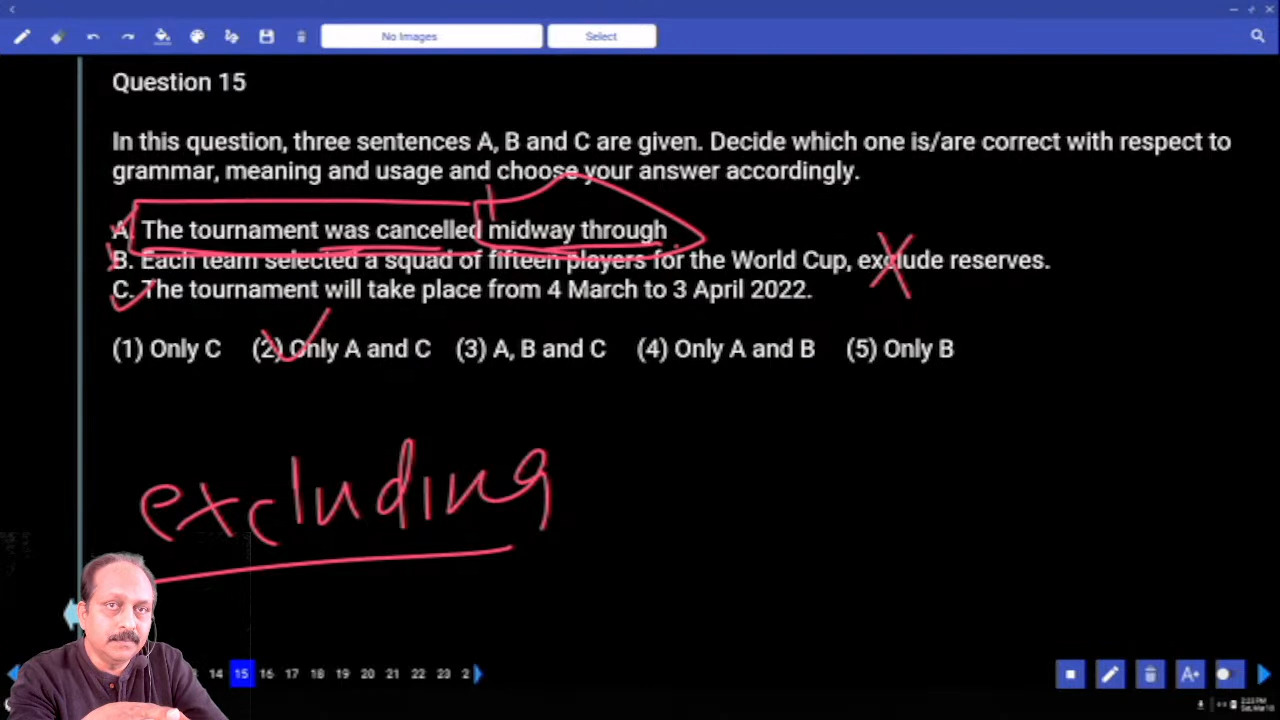 No Images
Select
Question 15
In this question, three sentences A, B and C are given. Decide which one is/are correct with respect to
grammar, meaning and usage and choose your answer accordingly.
A. The tournament was cancelled midway through
B. Each team selected a squad of fifteen players for the World Cup, exclude reserves.
C. The tournament will take place from 4 March to 3 April 2022.
(1) Only C (2) Only A and C (3) A, B and C (4) Only A and B (5) Only B
excluding
14 15 16 17 18 19 20 21 22 23 2
A+